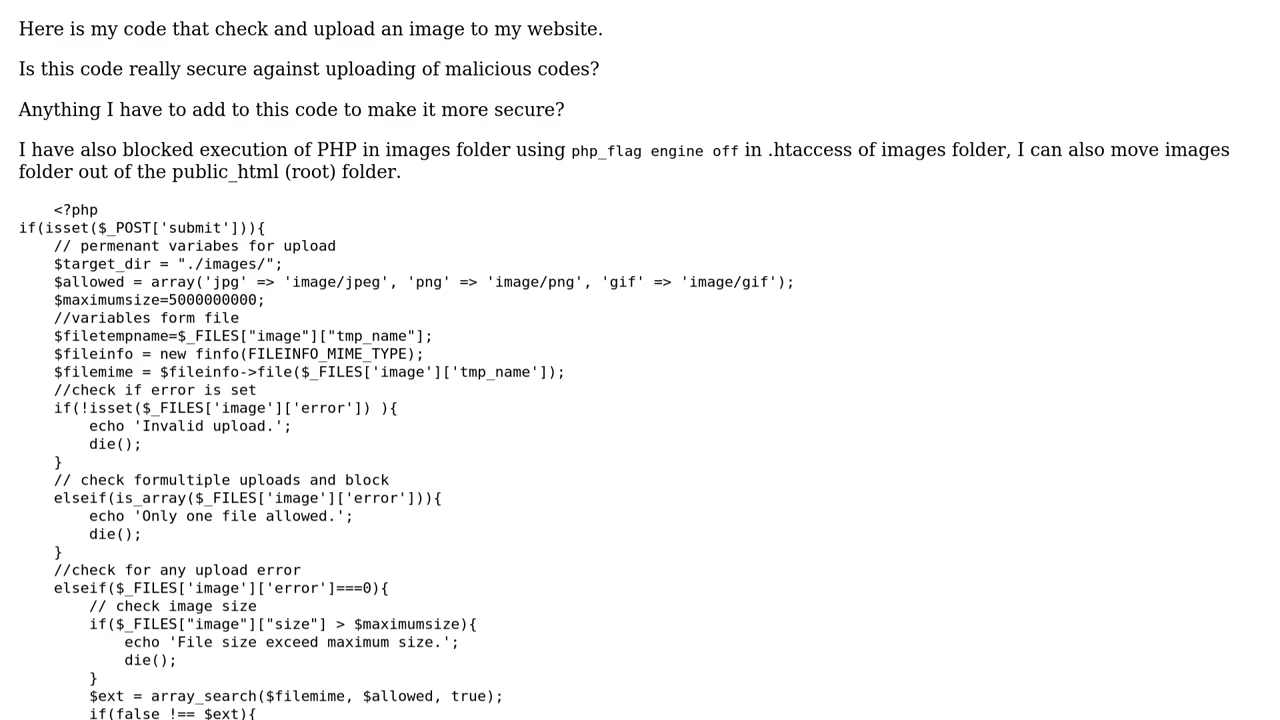 Here is my code that check and upload an image to my website.
Is this code really secure against uploading of malicious codes?
Anything I have to add to this code to make it more secure?
I have also blocked execution of PHP in images folder using php_flag engine off in .htaccess of images folder, I can also move images
folder out of the public_html (root) folder.
    <?php
if(isset($_POST['submit'])){
    // permenant variabes for upload
    $target_dir = "./images/";
    $allowed = array('jpg' => 'image/jpeg', 'png' => 'image/png', 'gif' => 'image/gif');
    $maximumsize=5000000000;
    //variables form file
    $filetempname=$_FILES["image"]["tmp_name"];
    $fileinfo = new finfo(FILEINFO_MIME_TYPE);
    $filemime = $fileinfo->file($_FILES['image']['tmp_name']);
    //check if error is set
    if(!isset($_FILES['image']['error']) ){
        echo 'Invalid upload.';
        die();
    }
    // check formultiple uploads and block
    elseif(is_array($_FILES['image']['error'])){
        echo 'Only one file allowed.';
        die();
    }
    //check for any upload error
    elseif($_FILES['image']['error']===0){
        // check image size
        if($_FILES["image"]["size"] > $maximumsize){
            echo 'File size exceed maximum size.';
            die();
        }
        $ext = array_search($filemime, $allowed, true);
        if(false !== $ext){